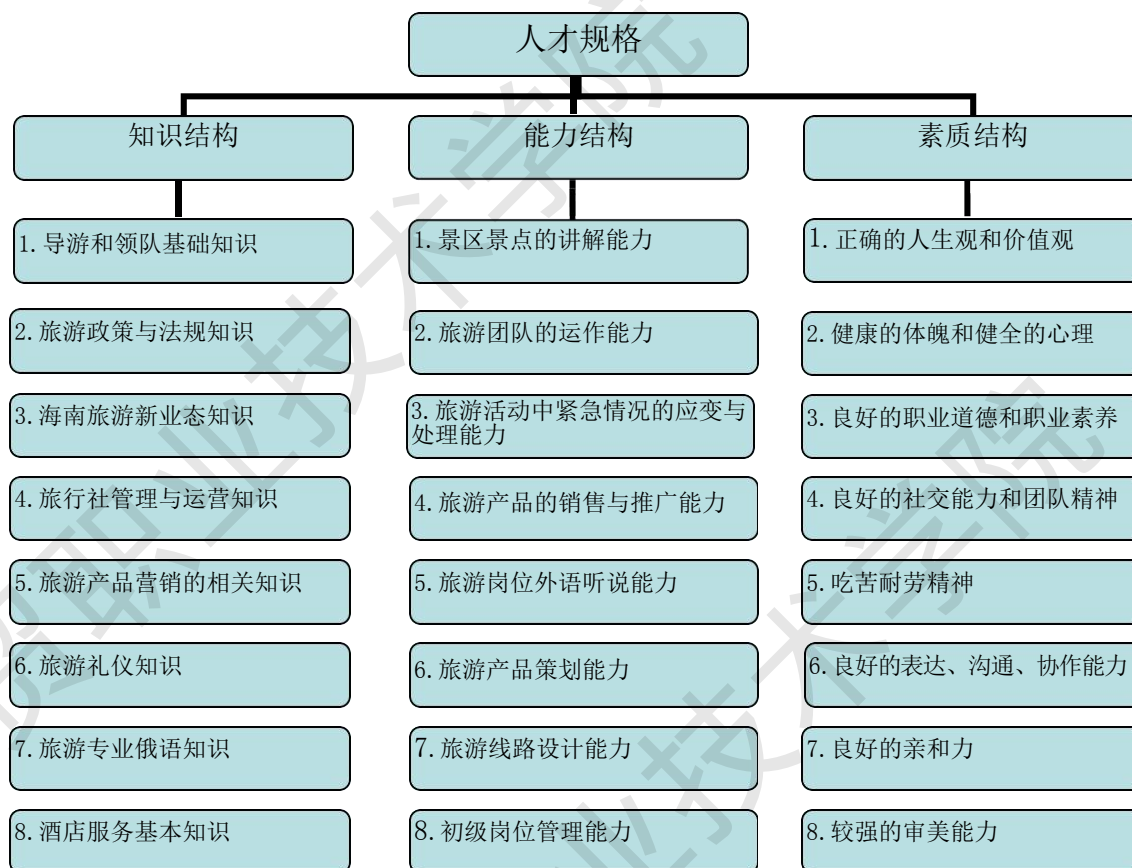 人才规格
知识结构
能力结构
素质结构
1.导游和领队基础知识
2.旅游政策与法规知识
3.海南旅游新业态知识
4.旅行社管理与运营知识
5.旅游产品营销的相关知识
6.旅游礼仪知识
7.旅游专业俄语知识
8.酒店服务基本知识
1.景区景点的讲解能力
2.旅游团队的运作能力
3.旅游活动中紧急情况的应变与
处理能力
4.旅游产品的销售与推广能力
5.旅游岗位外语听说能力
6.旅游产品策划能力
7.旅游线路设计能力
8.初级岗位管理能力
1.正确的人生观和价值观
2.健康的体魄和健全的心理
3.良好的职业道德和职业素养
4.良好的社交能力和团队精神
5.吃苦耐劳精神
6.良好的表达、沟通、协作能力
7.良好的亲和力
8.较强的审美能力
贸职业技术学院
业技术学院